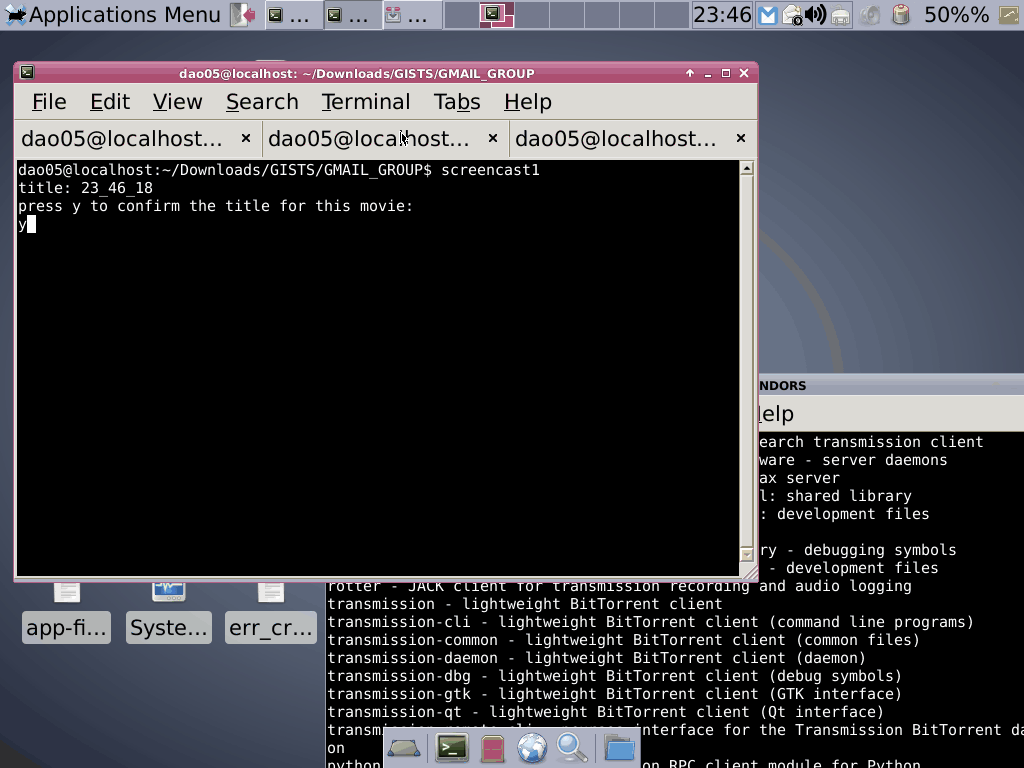 Applications Menu
...
...
...
23:46
50%%
dao05@localhost: ~/Downloads/GISTS/GMAIL_GROUP
File Edit View Search Terminal Tabs Help
dao05@localhost...
dao05@localhost...
dao05@localhost...
dao05@localhost:~/Downloads/GISTS/GMAIL_GROUP$ screencast1
title: 23_46_18
press y to confirm the title for this movie:
y
NDORS
elp
earch transmission client
ware - server daemons
ax server
l: shared library
: development files
ry - debugging symbols
- development files
rotter - JACK client for transmission recording and audio logging
transmission - lightweight BitTorrent client
transmission-cli - lightweight BitTorrent client (command line programs)
transmission-common - lightweight BitTorrent client (common files)
transmission-daemon - lightweight BitTorrent client (daemon)
transmission-dbg - lightweight BitTorrent client (debug symbols)
transmission-gtk - lightweight BitTorrent client (GTK interface)
transmission-qt - lightweight BitTorrent client (Qt interface)
interface for the Transmission BitTorrent da
on
python
on RPC client module for Python
app-fi...
Syste...
err_cr...